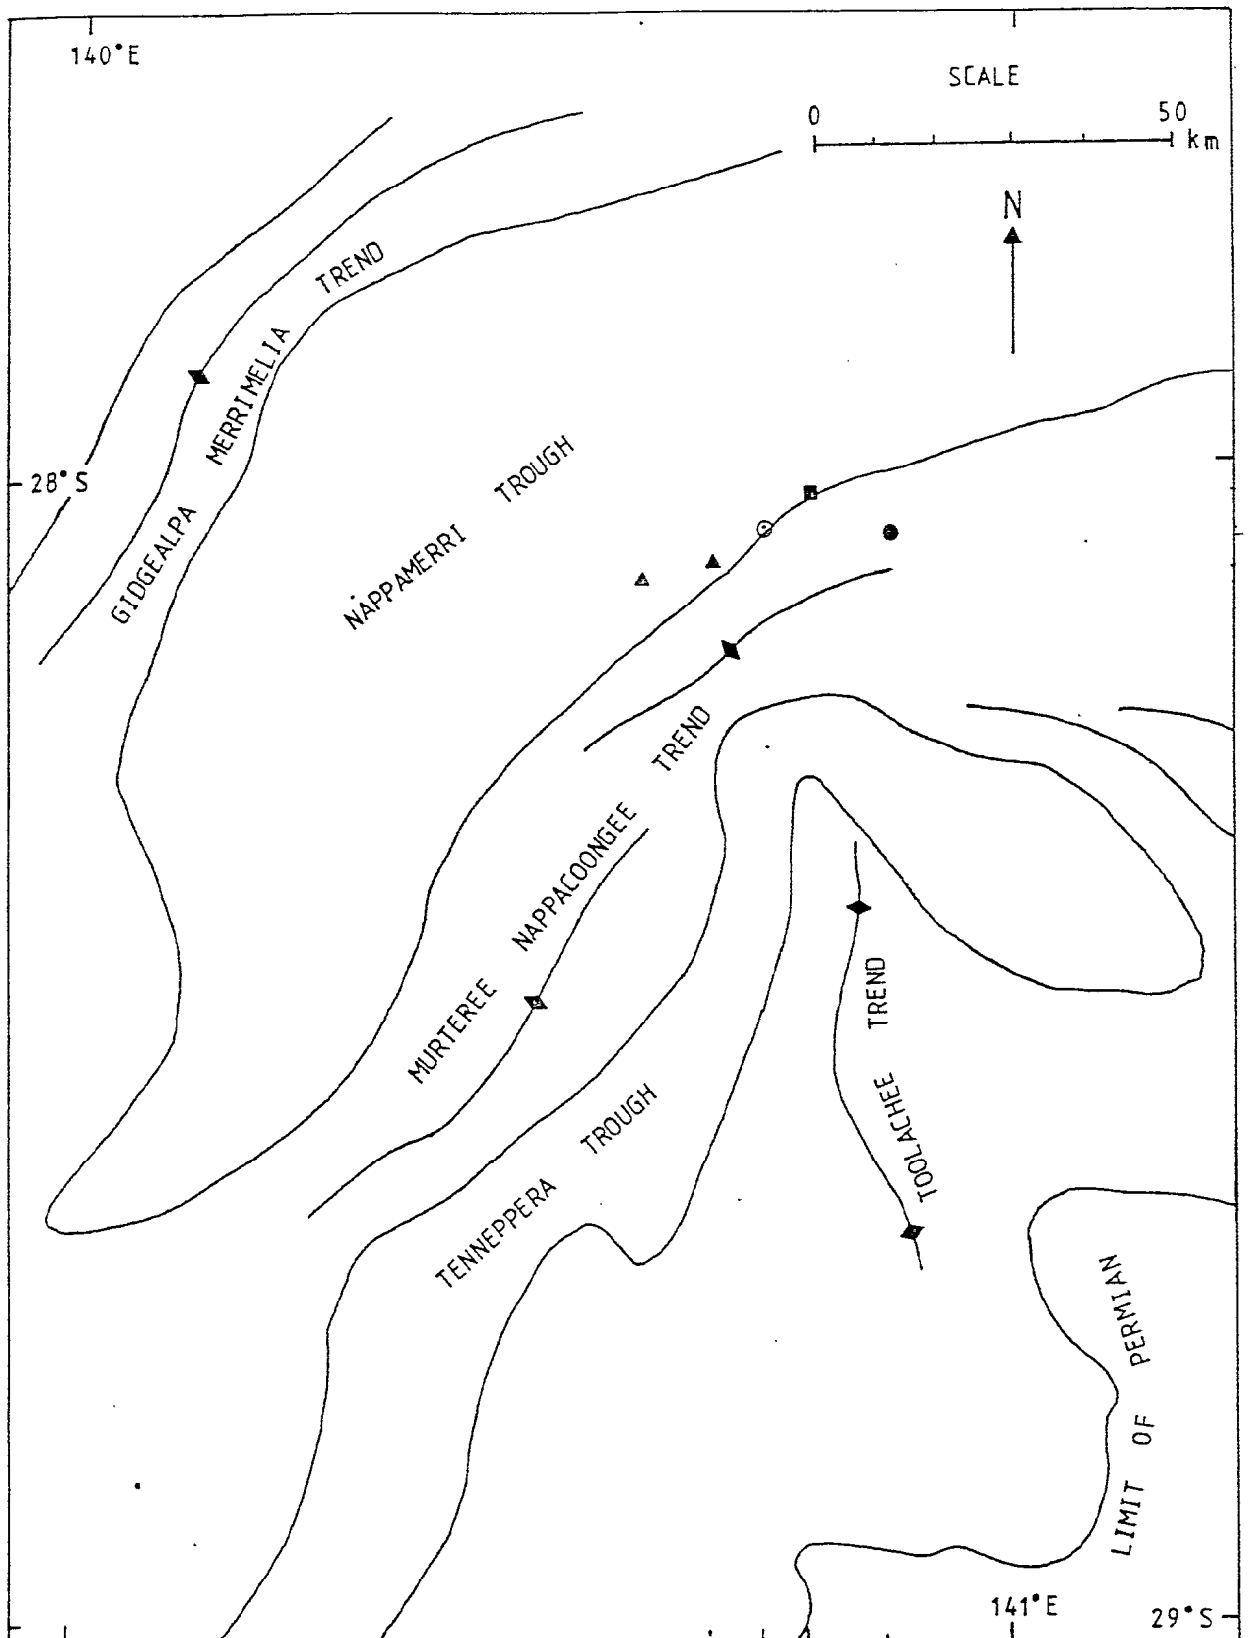 140°E
SCALE
0 50
km
N
GIDGEALPA MERRIMELIA TREND
28°S
NAPPAMERRI TROUGH
MURTEREE NAPPACOONGEE TREND
TOOLACHEE TREND
TENNEPPERA TROUGH
LIMIT OF PERMIAN
141°E
29°S